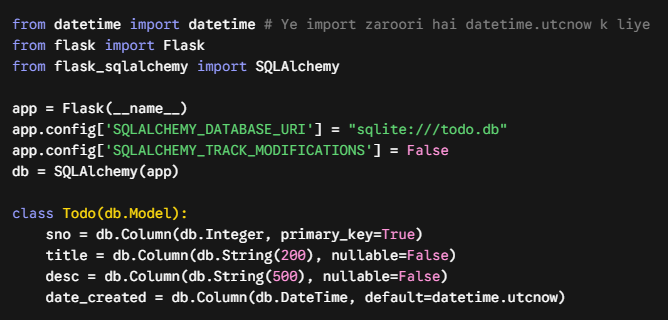 from datetime import datetime # Ye import zaroori hai datetime.utcnow k liye
from flask import Flask
from flask_sqlalchemy import SQLAlchemy
app = Flask(__name__)
app.config['SQLALCHEMY_DATABASE_URI'] = "sqlite:///todo.db"
app.config['SQLALCHEMY_TRACK_MODIFICATIONS'] = False
db = SQLAlchemy(app)
class Todo(db.Model):
    sno = db.Column(db.Integer, primary_key=True)
    title = db.Column(db.String(200), nullable=False)
    desc = db.Column(db.String(500), nullable=False)
    date_created = db.Column(db.DateTime, default=datetime.utcnow)